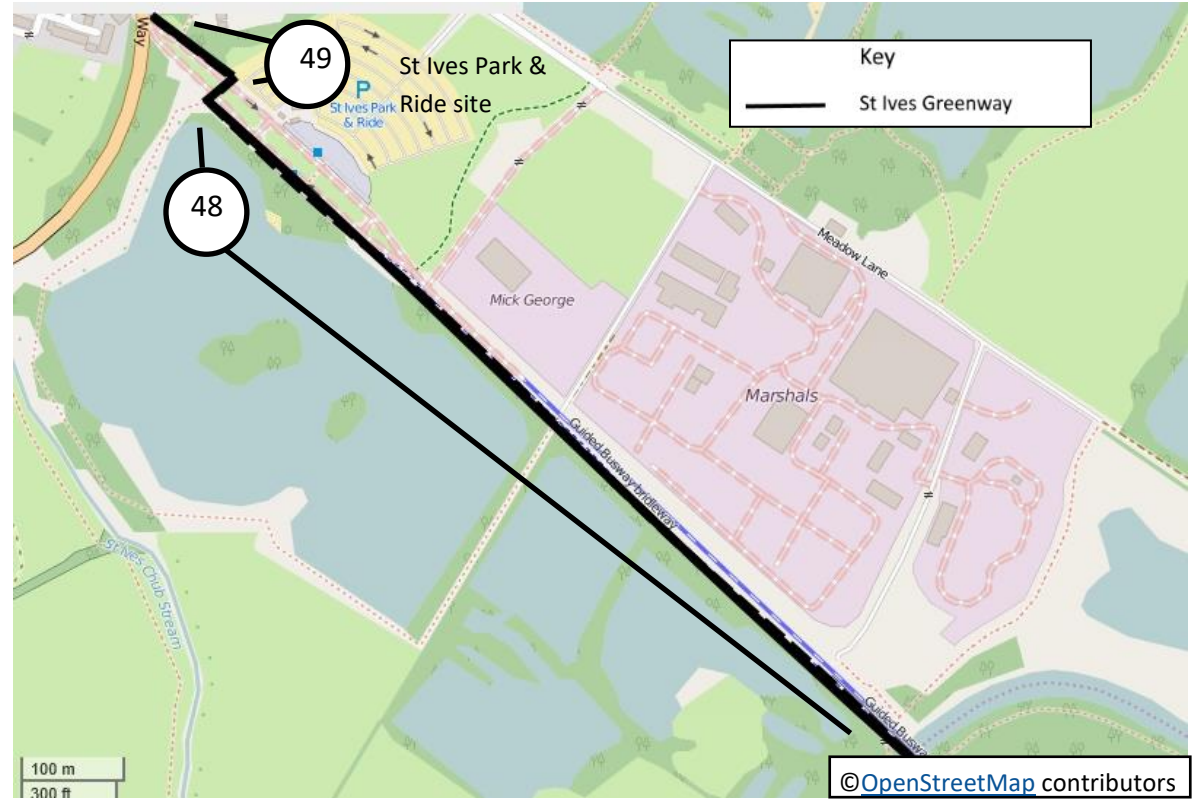 Way
49
St Ives Park &
Ride site
P
St Ives Park
& Ride
Key
St Ives Greenway
48
Meadow Lane
Mick George
Marshals
Guided Busway bridleway
St Ives Chub Stream
Guided Busway
100 m
300 ft
©OpenStreetMap contributors